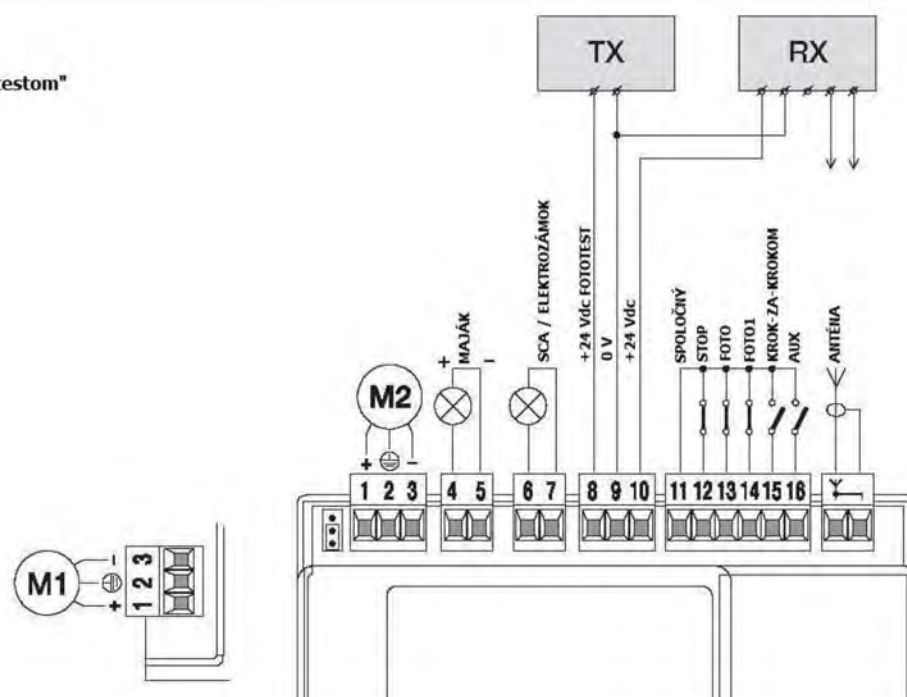 estom"
TX
RX
+24 Vdc FOTOTEST
0 V
+24 Vdc
SCA / ELEKTROZÁMOK
+ MAJÁK -
SPOLOČNÝ
STOP
FOTO
FOTO1
KROK-ZA-KROKOM
AUX
ANTÉNA
M2
+ -
1 2 3
4 5
6 7
8 9 10
11 12 13 14 15 16
M1
- 3
2
+ 1